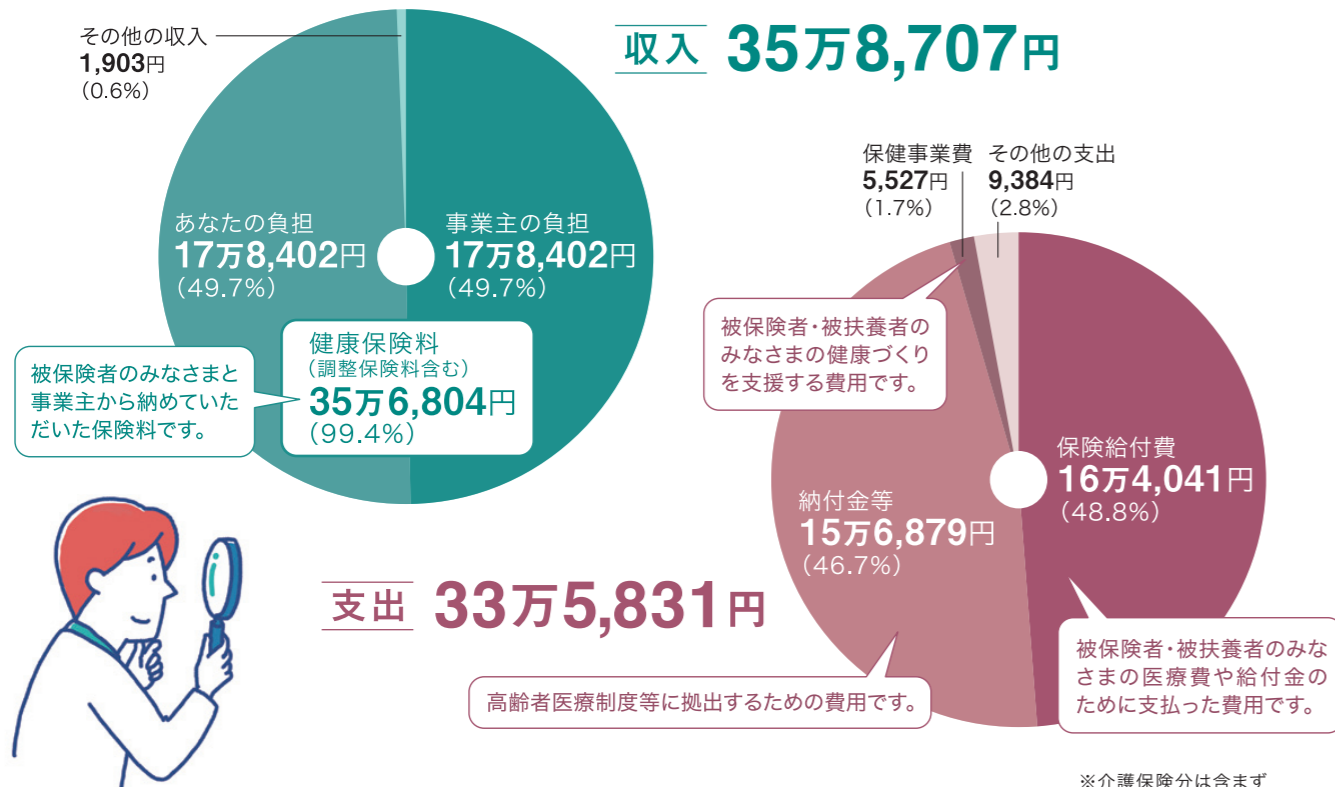 収入 35万8,707円
その他の収入
1,903円
（0.6%）
あなたの負担
17万8,402円
（49.7%）
事業主の負担
17万8,402円
（49.7%）
健康保険料
（調整保険料含む）
35万6,804円
（99.4%）
被保険者のみなさまと
事業主から納めていた
だいた保険料です。
支出 33万5,831円
保健事業費
5,527円
（1.7%）
その他の支出
9,384円
（2.8%）
被保険者・被扶養者の
みなさまの健康づくり
を支援する費用です。
納付金等
15万6,879円
（46.7%）
保険給付費
16万4,041円
（48.8%）
高齢者医療制度等に拠出するための費用です。
被保険者・被扶養者のみな
さまの医療費や給付金の
ために支払った費用です。
※介護保険分は含まず